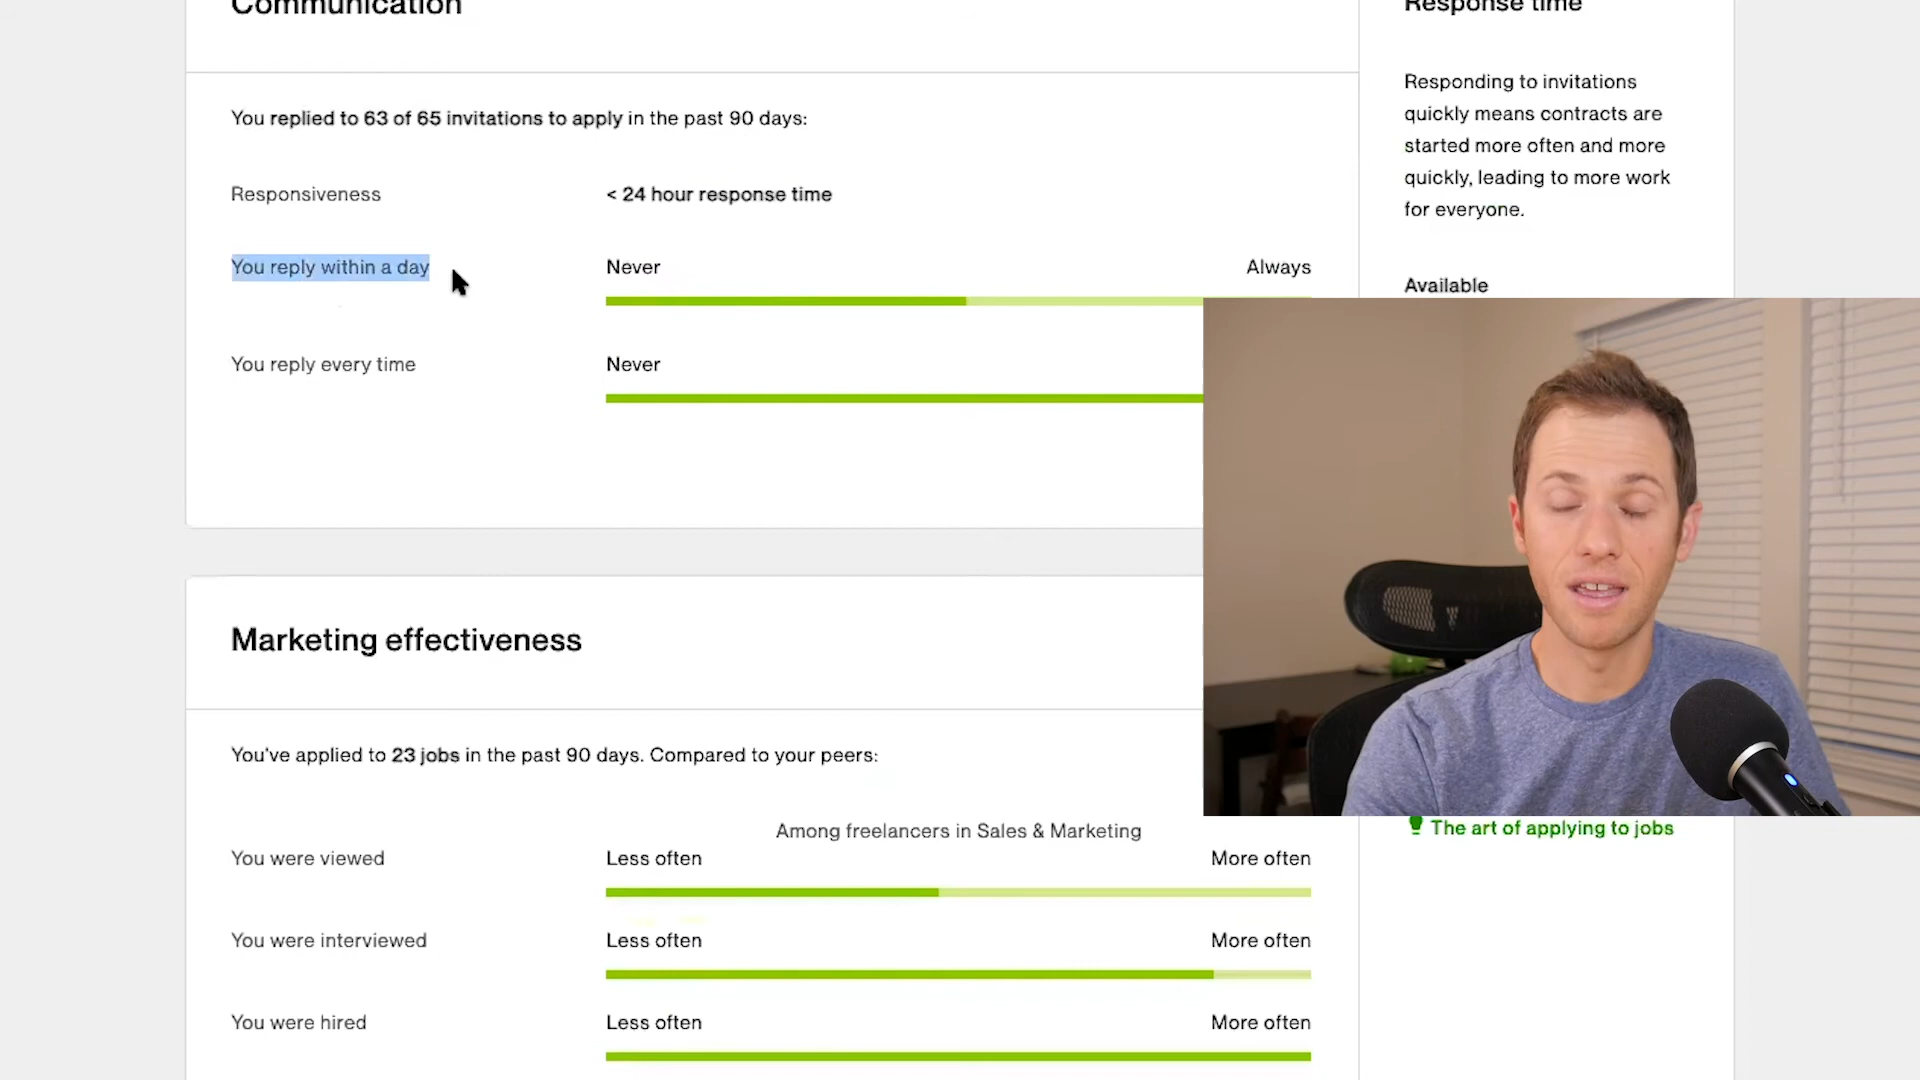 Communication
You replied to 63 of 65 invitations to apply in the past 90 days:
Responsiveness
< 24 hour response time
You reply within a day
Never
Always
You reply every time
Never
Response time
Responding to invitations
quickly means contracts are
started more often and more
quickly, leading to more work
for everyone.
Available
Marketing effectiveness
You've applied to 23 jobs in the past 90 days. Compared to your peers:
Among freelancers in Sales & Marketing
You were viewed
Less often
More often
You were interviewed
Less often
More often
You were hired
Less often
More often
The art of applying to jobs